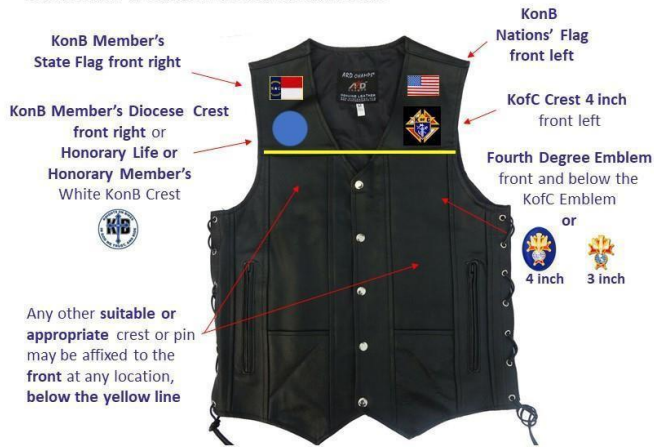 KonB Member's
State Flag front right
KonB Member's Diocese Crest
front right or
Honorary Life or
Honorary Member's
White KonB Crest
KB
Any other suitable or
appropriate crest or pin
may be affixed to the
front at any location,
below the yellow line
KonB
Nations' Flag
front left
KofC Crest 4 inch
front left
Fourth Degree Emblem
front and below the
KofC Emblem
or
4 inch 3 inch
GENUINE LEATHER